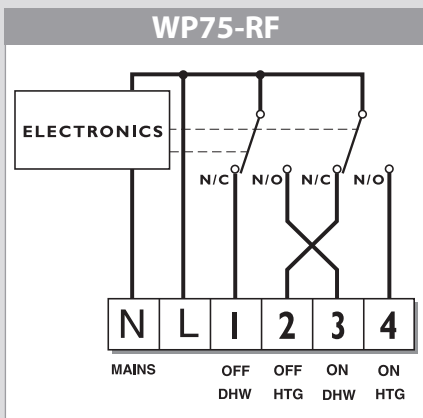 WP75-RF
ELECTRONICS
N/C N/O N/C N/O
N L 1 2 3 4
MAINS OFF OFF ON ON
DHW HTG DHW HTG